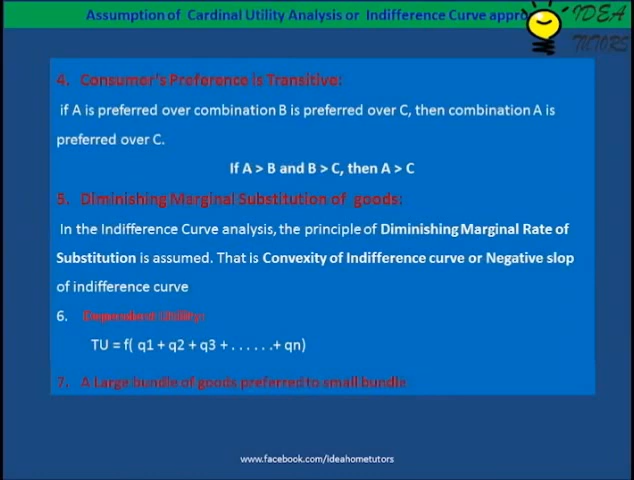 Assumption of Cardinal Utility Analysis or Indifference Curve appro
IDEA
TUTORS
4. Consumer's Preference is Transitive:
if A is preferred over combination B is preferred over C, then combination A is
preferred over C.
If A > B and B > C, then A > C
5. Diminishing Marginal Substitution of goods:
In the Indifference Curve analysis, the principle of Diminishing Marginal Rate of
Substitution is assumed. That is Convexity of Indifference curve or Negative slop
of indifference curve
6. Dependent Utility:
TU = f( q1 + q2 + q3 + . . . . . .+ qn)
7. A Large bundle of goods preferred to small bundle
www.facebook.com/ideahometutors